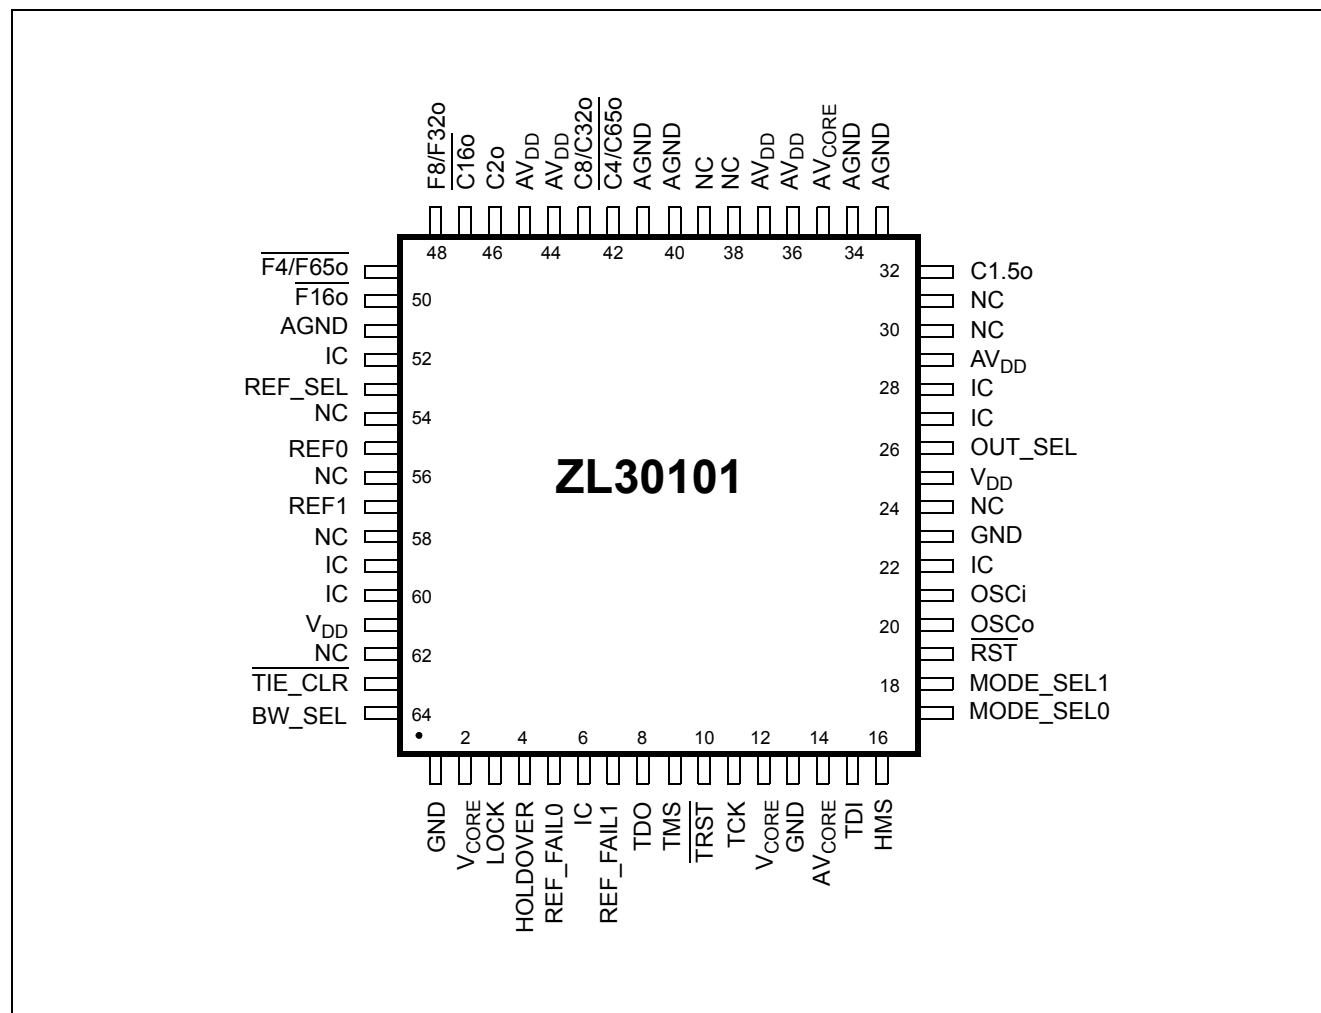 F8/F32o
C16o
C2o
AVDD
AVDD
C8/C32o
C4/C65o
AGND
AGND
NC
NC
AVDD
AVDD
AVCORE
AGND
AGND
48 46 44 42 40 38 36 34
F4/F65o
F16o
AGND
IC
REF_SEL
NC
REF0
NC
REF1
NC
IC
IC
VDD
NC
TIE_CLR
BW_SEL
50
52
54
56
58
60
62
64
ZL30101
32
30
28
26
24
22
20
18
C1.5o
NC
NC
AVDD
IC
IC
OUT_SEL
VDD
NC
GND
IC
OSCi
OSCo
RST
MODE_SEL1
MODE_SEL0
2 4 6 8 10 12 14 16
GND
VCORE
LOCK
HOLDOVER
REF_FAIL0
IC
REF_FAIL1
TDO
TMS
TRST
TCK
VCORE
GND
AVCORE
TDI
HMS